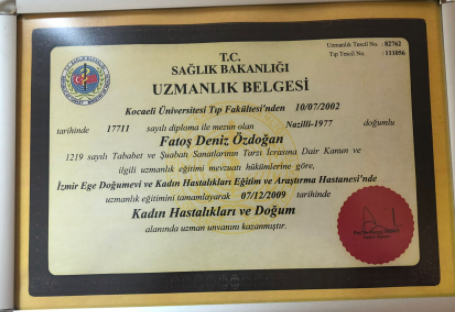 Uzmanlık Tescil No. : 82762
Tıp Tescil No. : 111056
T.C.
SAĞLIK BAKANLIĞI
UZMANLIK BELGESİ
Kocaeli Üniversitesi Tıp Fakültesi'nden 10/07/2002
tarihinde 17711 sayılı diploma ile mezun olan Nazilli-1977 doğumlu
Fatoş Deniz Özdoğan
1219 sayılı Tababet ve Şuabatı Sanatlarının Tarzı İcrasına Dair Kanun ve
ilgili uzmanlık eğitimi mevzuatı hükümlerine göre,
İzmir Ege Doğumevi ve Kadın Hastalıkları Eğitim ve Araştırma Hastanesi'nde
uzmanlık eğitimini tamamlayarak 07/12/2009 tarihinde
Kadın Hastalıkları ve Doğum
alanında uzman unvanını kazanmıştır.